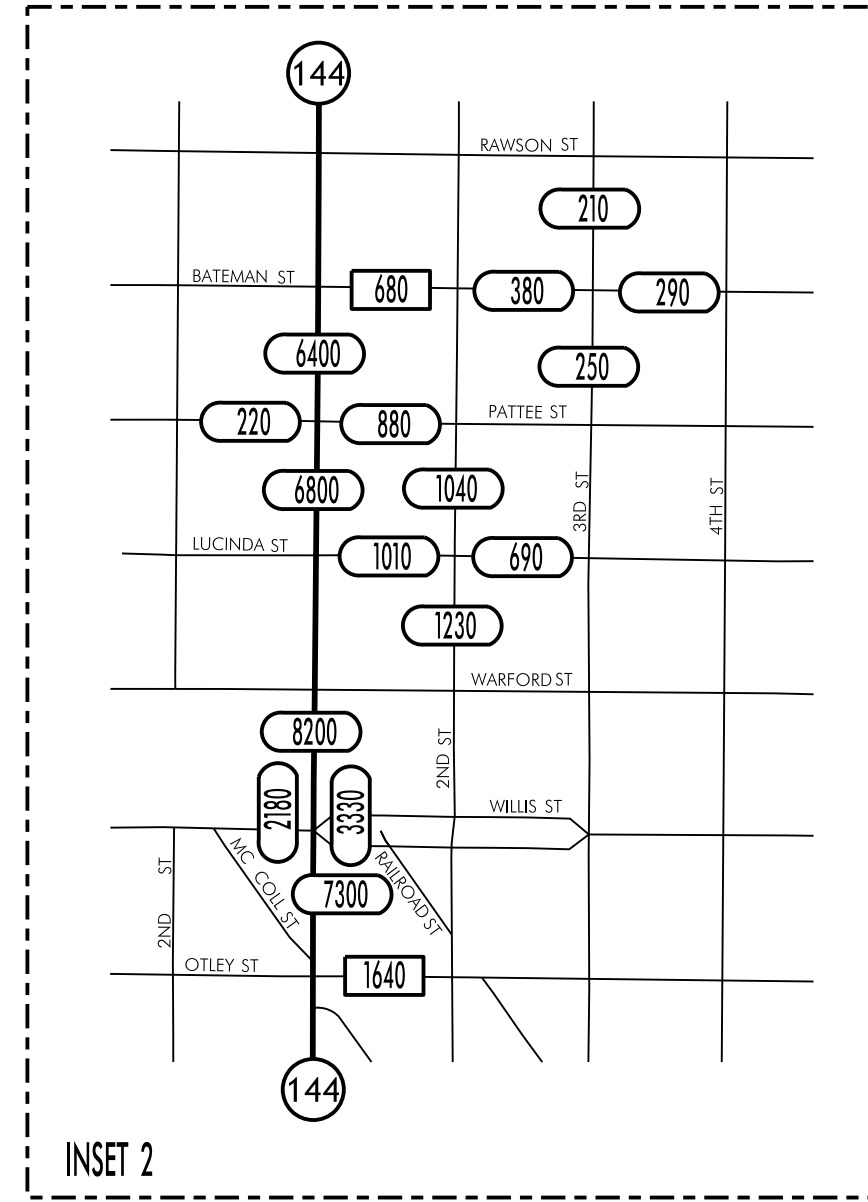 144
RAWSON ST
210
BATEMAN ST
680
380
290
6400
250
220
880
PATTEE ST
6800
1040
3RD ST
4TH ST
LUCINDA ST
1010
690
1230
WARFORD ST
8200
2ND ST
2180
3330
WILLIS ST
MC COLL ST
RAILROAD ST
7300
2ND ST
OTLEY ST
1640
144
INSET 2